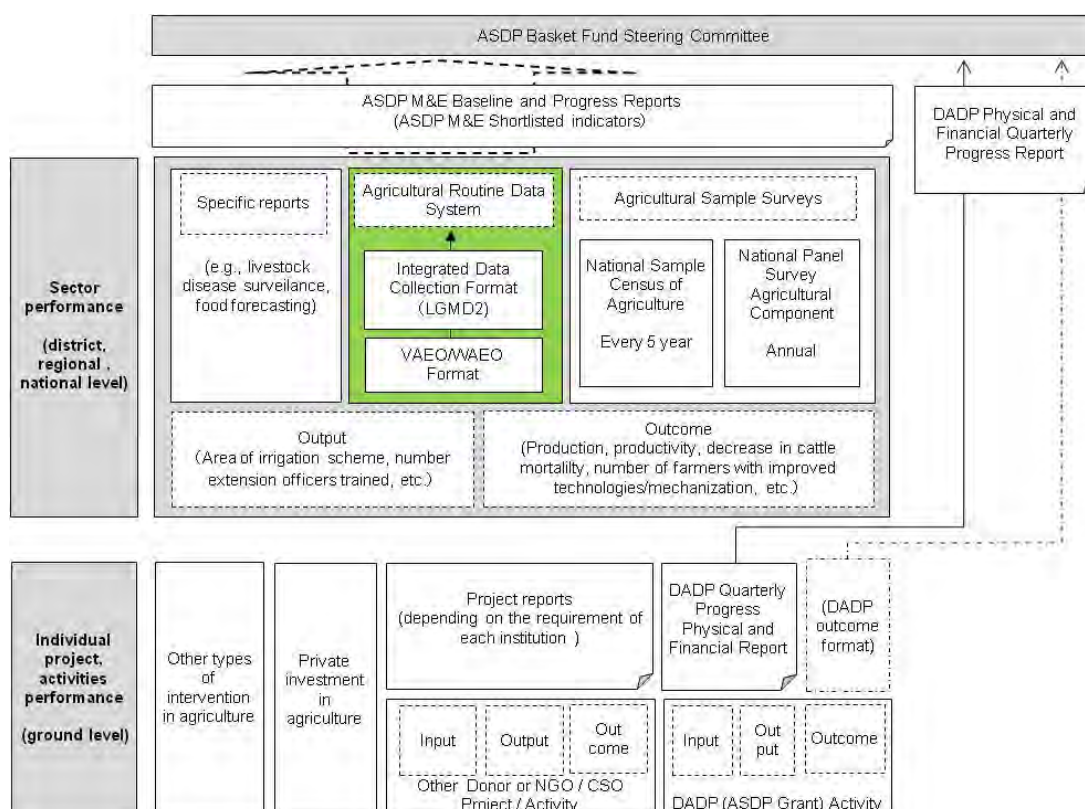 ASDP Basket Fund Steering Committee
ASDP M&E Baseline and Progress Reports
(ASDP M&E Shortlisted indicators)
DADP Physical and
Financial Quarterly
Progress Report
Sector
performance
(district,
regional ,
national level)
Specific reports
(e.g., livestock
disease surveilance,
food forecasting)
Agricultural Routine Data
System
Integrated Data
Collection Format
(LGMD2)
VAEO/WAEO
Format
Agricultural Sample Surveys
National Sample
Census of
Agriculture
Every 5 year
National Panel
Survey
Agricultural
Component
Annual
Output
(Area of irrigation scheme, number
extension officers trained, etc.)
Outcome
(Production, productivity, decrease in cattle
mortalilty, number of farmers with improved
technologies/mechanization, etc.)
Individual
project,
activities
performance
(ground level)
Other types
of
intervention
in agriculture
Private
investment
in
agriculture
Project reports
(depending on the requirement of
each institution )
DADP Quarterly
Progress
Physical and
Financial Report
(DADP
outcome
format)
Input
Output
Out
come
Other Donor or NGO / CSO
Project / Activity
Input
Out
put
Outcome
DADP (ASDP Grant) Activity